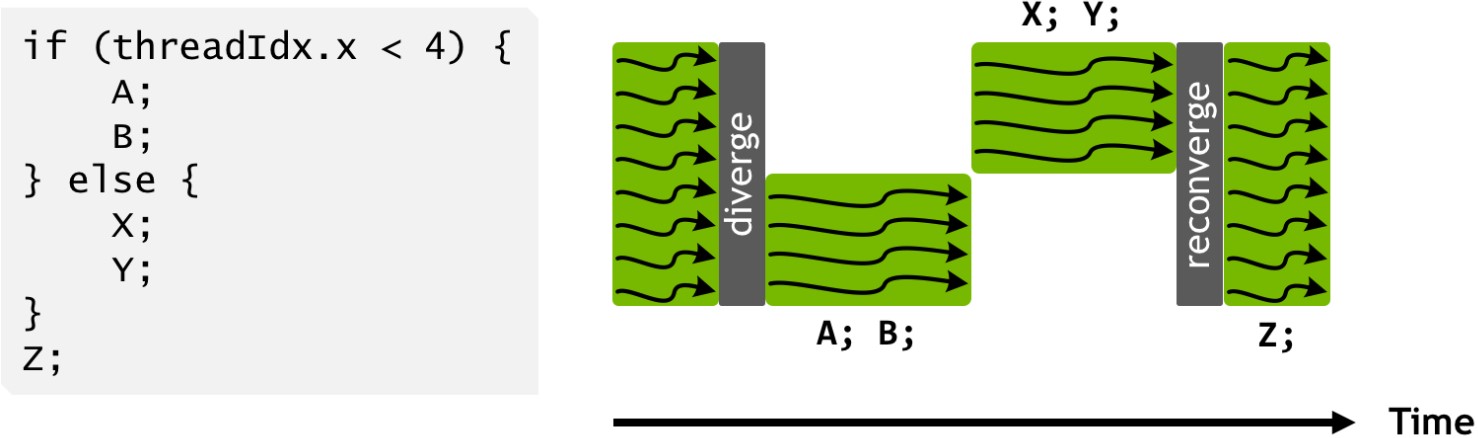 if (threadIdx.x < 4) {
    A;
    B;
} else {
    X;
    Y;
}
Z;
X; Y;
diverge
reconverge
A; B;
Z;
Time